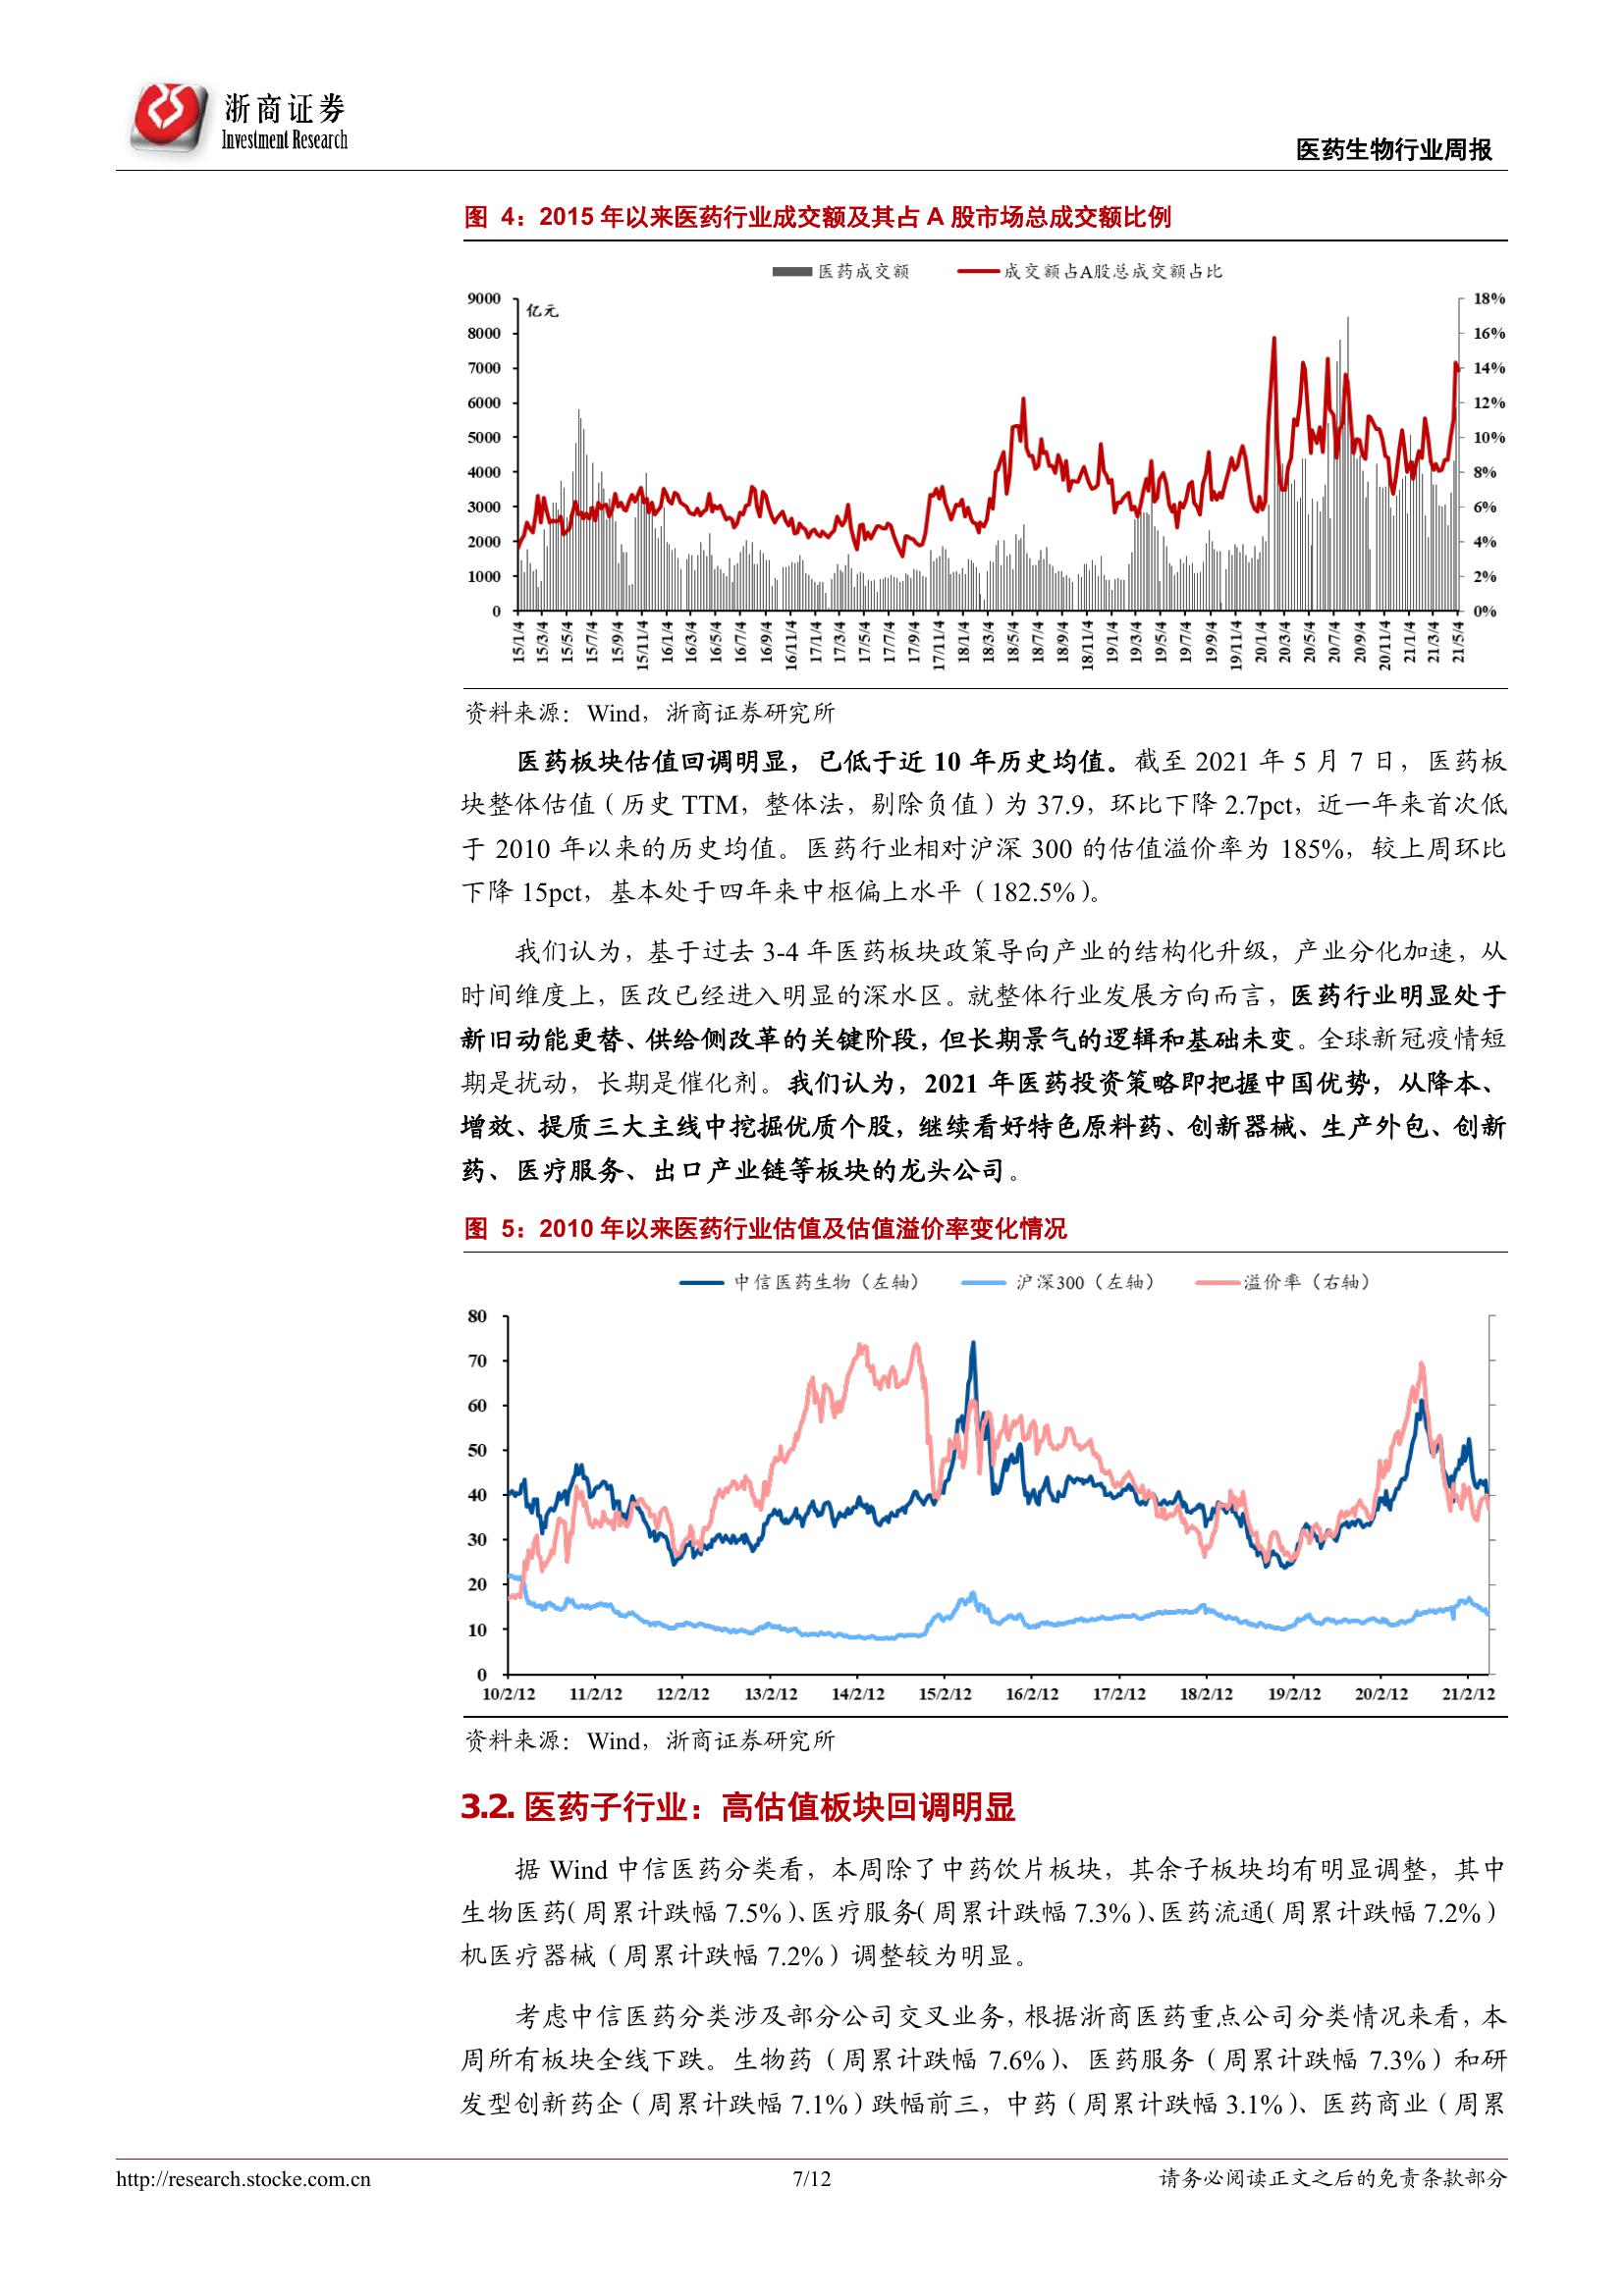 浙商证券
Investment Research
医药生物行业周报
图 4：2015 年以来医药行业成交额及其占 A 股市场总成交额比例
医药成交额 成交额占A股总成交额占比
亿元
9000
8000
7000
6000
5000
4000
3000
2000
1000
0
18%
16%
14%
12%
10%
8%
6%
4%
2%
0%
15/1/4 15/3/4 15/5/4 15/7/4 15/9/4 15/11/4 16/1/4 16/3/4 16/5/4 16/7/4 16/9/4 16/11/4 17/1/4 17/3/4 17/5/4 17/7/4 17/9/4 17/11/4 18/1/4 18/3/4 18/5/4 18/7/4 18/9/4 18/11/4 19/1/4 19/3/4 19/5/4 19/7/4 19/9/4 19/11/4 20/1/4 20/3/4 20/5/4 20/7/4 20/9/4 20/11/4 21/1/4 21/3/4 21/5/4
资料来源：Wind，浙商证券研究所
医药板块估值回调明显，已低于近 10 年历史均值。截至 2021 年 5 月 7 日，医药板
块整体估值（历史 TTM，整体法，剔除负值）为 37.9，环比下降 2.7pct，近一年来首次低
于 2010 年以来的历史均值。医药行业相对沪深 300 的估值溢价率为 185%，较上周环比
下降 15pct，基本处于四年来中枢偏上水平（182.5%）。
我们认为，基于过去 3-4 年医药板块政策导向产业的结构化升级，产业分化加速，从
时间维度上，医改已经进入明显的深水区。就整体行业发展方向而言，医药行业明显处于
新旧动能更替、供给侧改革的关键阶段，但长期景气的逻辑和基础未变。全球新冠疫情短
期是扰动，长期是催化剂。我们认为，2021 年医药投资策略即把握中国优势，从降本、
增效、提质三大主线中挖掘优质个股，继续看好特色原料药、创新器械、生产外包、创新
药、医疗服务、出口产业链等板块的龙头公司。
图 5：2010 年以来医药行业估值及估值溢价率变化情况
中信医药生物（左轴） 沪深300（左轴） 溢价率（右轴）
80
70
60
50
40
30
20
10
0
10/2/12 11/2/12 12/2/12 13/2/12 14/2/12 15/2/12 16/2/12 17/2/12 18/2/12 19/2/12 20/2/12 21/2/12
资料来源：Wind，浙商证券研究所
3.2. 医药子行业：高估值板块回调明显
据 Wind 中信医药分类看，本周除了中药饮片板块，其余子板块均有明显调整，其中
生物医药（周累计跌幅 7.5%）、医疗服务（周累计跌幅 7.3%）、医药流通（周累计跌幅 7.2%）
机医疗器械（周累计跌幅 7.2%）调整较为明显。
考虑中信医药分类涉及部分公司交叉业务，根据浙商医药重点公司分类情况来看，本
周所有板块全线下跌。生物药（周累计跌幅 7.6%）、医药服务（周累计跌幅 7.3%）和研
发型创新药企（周累计跌幅 7.1%）跌幅前三，中药（周累计跌幅 3.1%）、医药商业（周累
http://research.stocke.com.cn 7/12 请务必阅读正文之后的免责条款部分